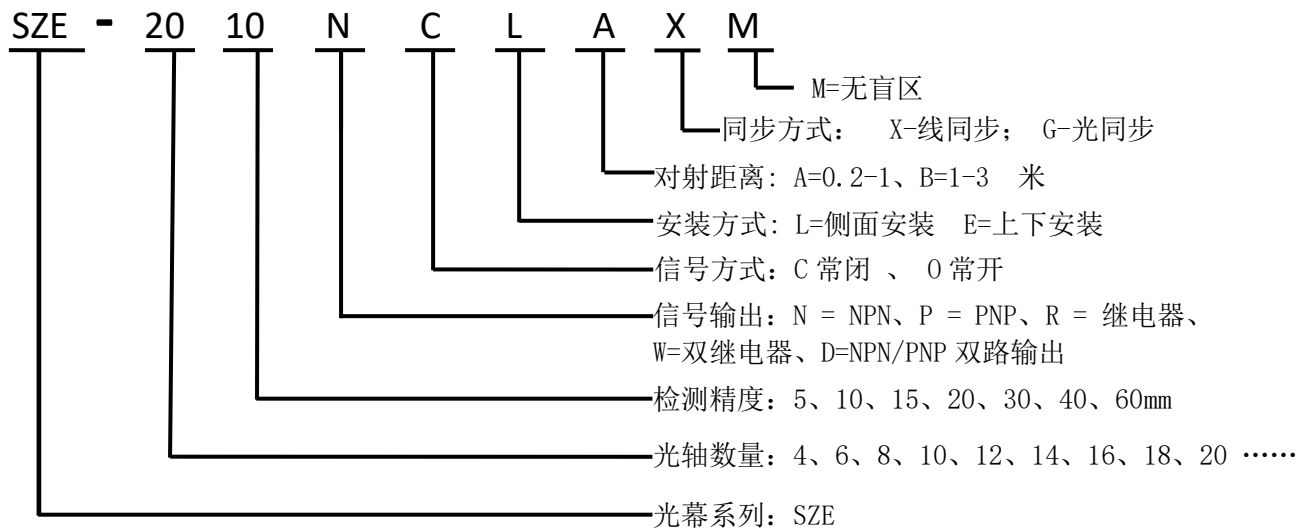 SZE - 20 10 N C L A X M
M=无盲区
同步方式： X-线同步； G-光同步
对射距离: A=0.2-1、B=1-3 米
安装方式: L=侧面安装 E=上下安装
信号方式：C 常闭 、 O 常开
信号输出：N = NPN、P = PNP、R = 继电器、
W=双继电器、D=NPN/PNP 双路输出
检测精度：5、10、15、20、30、40、60mm
光轴数量：4、6、8、10、12、14、16、18、20 ······
光幕系列：SZE